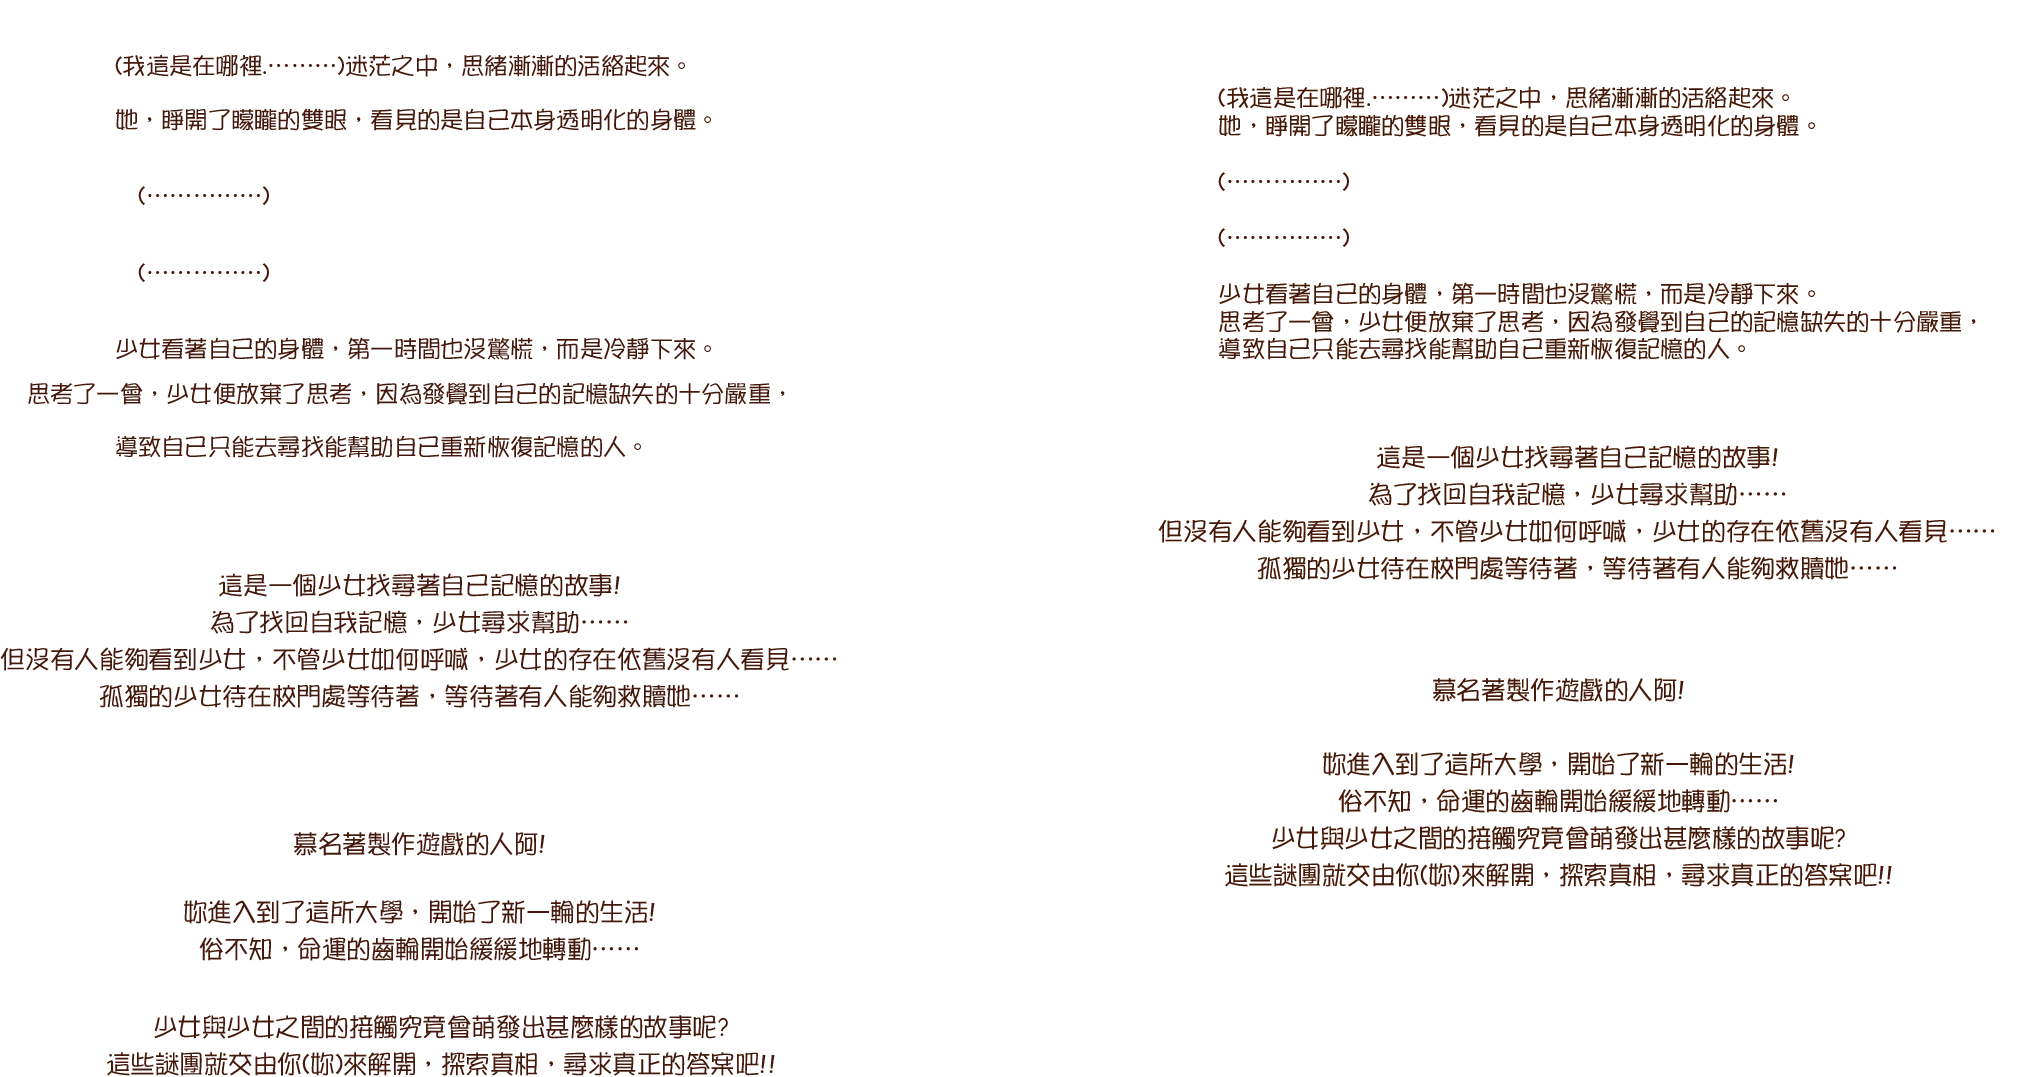 (我這是在哪裡.………)迷茫之中，思緒漸漸的活絡起來。
她，睜開了矇矓的雙眼，看見的是自己本身透明化的身體。
(……………)
(……………)
少女看著自己的身體，第一時間也沒驚慌，而是冷靜下來。
思考了一會，少女便放棄了思考，因為發覺到自己的記憶缺失的十分嚴重，
導致自己只能去尋找能幫助自己重新恢復記憶的人。
這是一個少女找尋著自己記憶的故事!
為了找回自我記憶，少女尋求幫助……
但沒有人能夠看到少女，不管少女如何呼喊，少女的存在依舊沒有人看見……
孤獨的少女待在校門處等待著，等待著有人能夠救贖她……
慕名著製作遊戲的人阿!
妳進入到了這所大學，開始了新一輪的生活!
俗不知，命運的齒輪開始緩緩地轉動……
少女與少女之間的接觸究竟會萌發出甚麼樣的故事呢?
這些謎團就交由你(妳)來解開，探索真相，尋求真正的答案吧!!
(我這是在哪裡.………)迷茫之中，思緒漸漸的活絡起來。
她，睜開了矇矓的雙眼，看見的是自己本身透明化的身體。
(……………)
(……………)
少女看著自己的身體，第一時間也沒驚慌，而是冷靜下來。
思考了一會，少女便放棄了思考，因為發覺到自己的記憶缺失的十分嚴重，
導致自己只能去尋找能幫助自己重新恢復記憶的人。
這是一個少女找尋著自己記憶的故事!
為了找回自我記憶，少女尋求幫助……
但沒有人能夠看到少女，不管少女如何呼喊，少女的存在依舊沒有人看見……
孤獨的少女待在校門處等待著，等待著有人能夠救贖她……
慕名著製作遊戲的人阿!
妳進入到了這所大學，開始了新一輪的生活!
俗不知，命運的齒輪開始緩緩地轉動……
少女與少女之間的接觸究竟會萌發出甚麼樣的故事呢?
這些謎團就交由你(妳)來解開，探索真相，尋求真正的答案吧!!